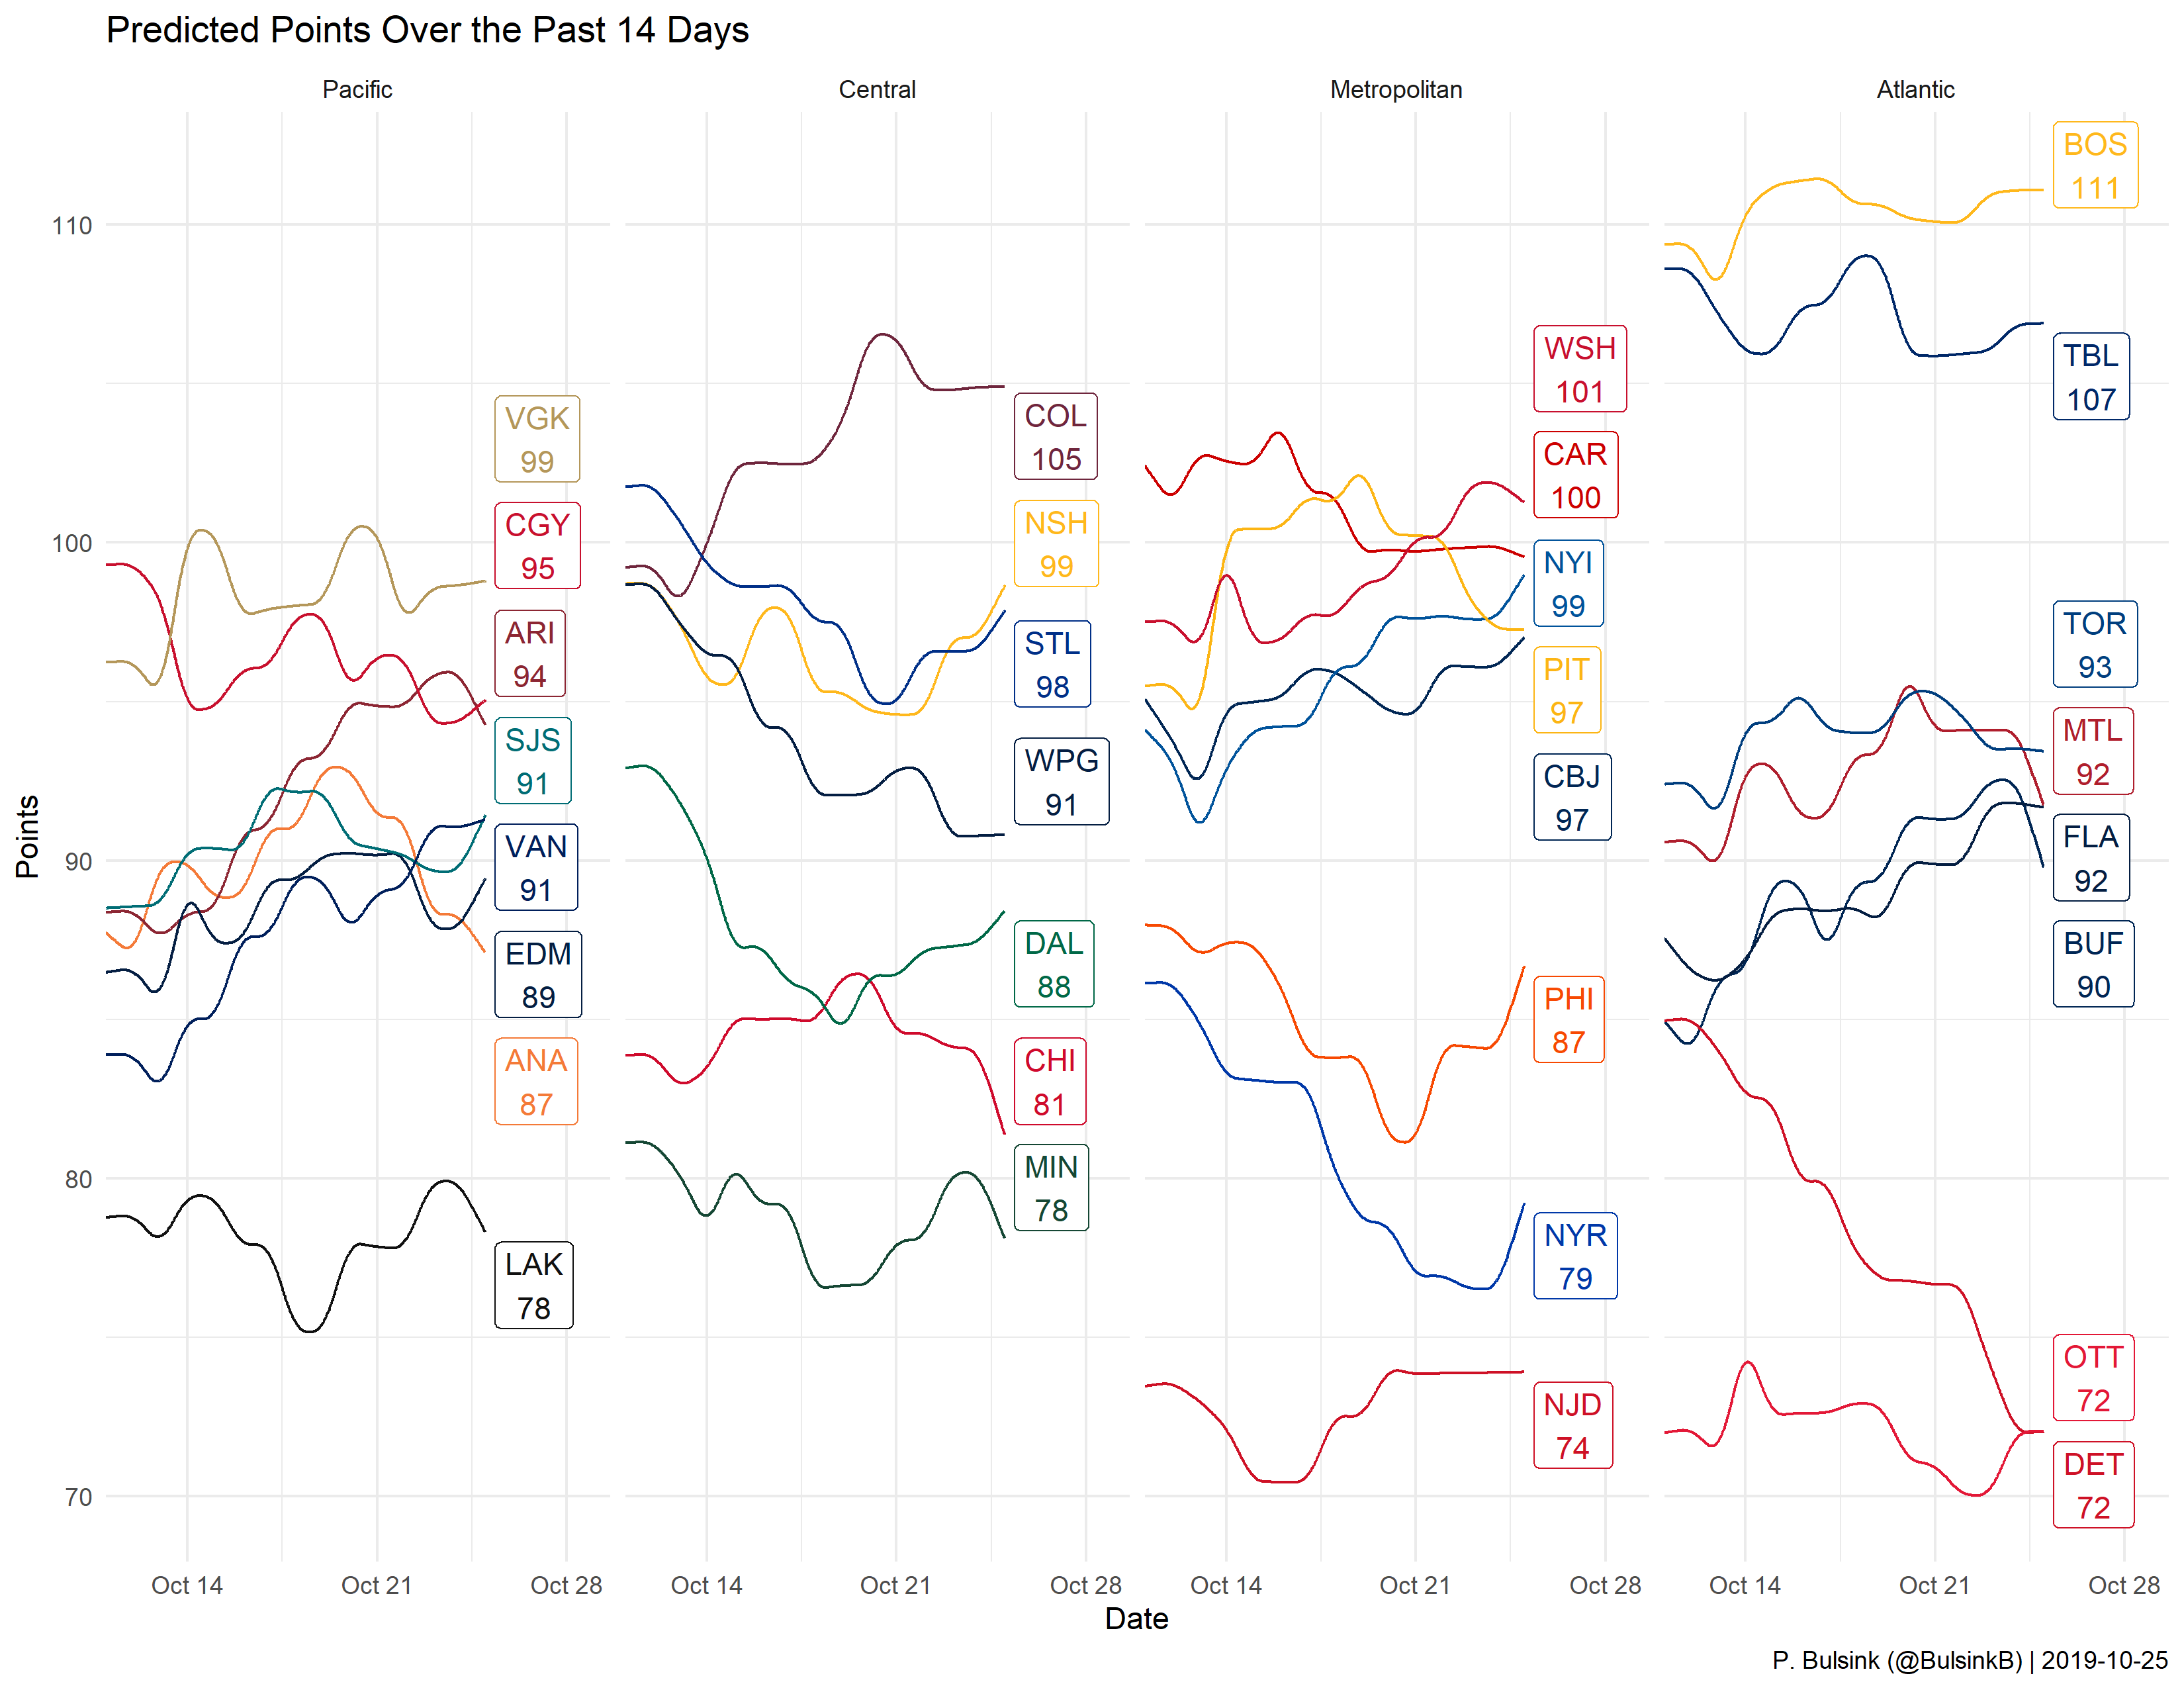 Predicted Points Over the Past 14 Days
Pacific
Central
Metropolitan
Atlantic
Points
110
100
90
80
70
VGK
99
CGY
95
ARI
94
SJS
91
VAN
91
EDM
89
ANA
87
LAK
78
COL
105
NSH
99
STL
98
WPG
91
DAL
88
CHI
81
MIN
78
WSH
101
CAR
100
NYI
99
PIT
97
CBJ
97
PHI
87
NYR
79
NJD
74
BOS
111
TBL
107
TOR
93
MTL
92
FLA
92
BUF
90
OTT
72
DET
72
Oct 14
Oct 21
Oct 28
Oct 14
Oct 21
Oct 28
Oct 14
Oct 21
Oct 28
Oct 14
Oct 21
Oct 28
Date
P. Bulsink (@BulsinkB) | 2019-10-25